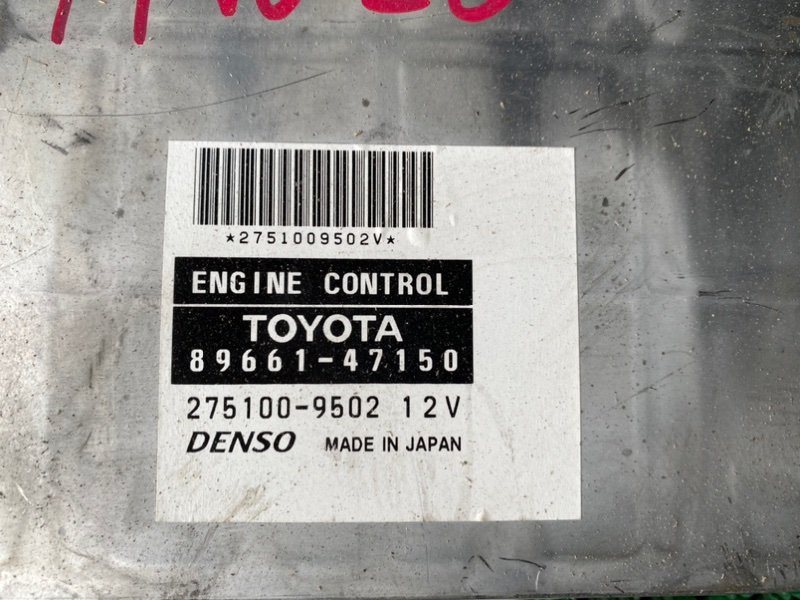 *2751009502V*
ENGINE CONTROL
TOYOTA
89661-47150
275100-9502 12V
DENSO MADE IN JAPAN